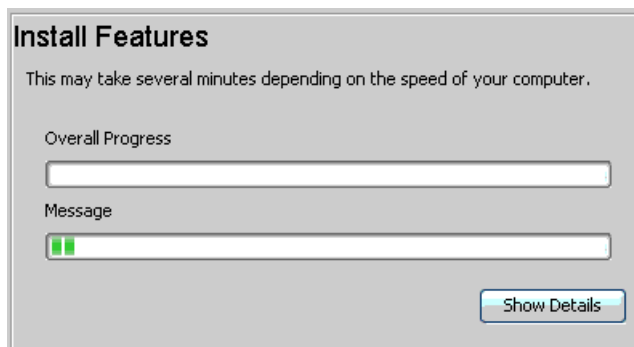 Install Features
This may take several minutes depending on the speed of your computer.
Overall Progress
Message
Show Details